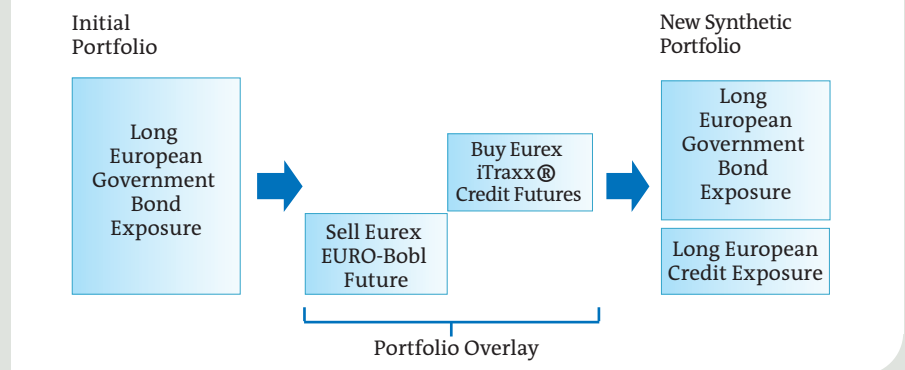 Initial
Portfolio
New Synthetic
Portfolio
Long
European
Government
Bond
Exposure
Sell Eurex
EURO-Bobl
Future
Buy Eurex
iTraxx®
Credit Futures
Long
European
Government
Bond
Exposure
Long European
Credit Exposure
Portfolio Overlay